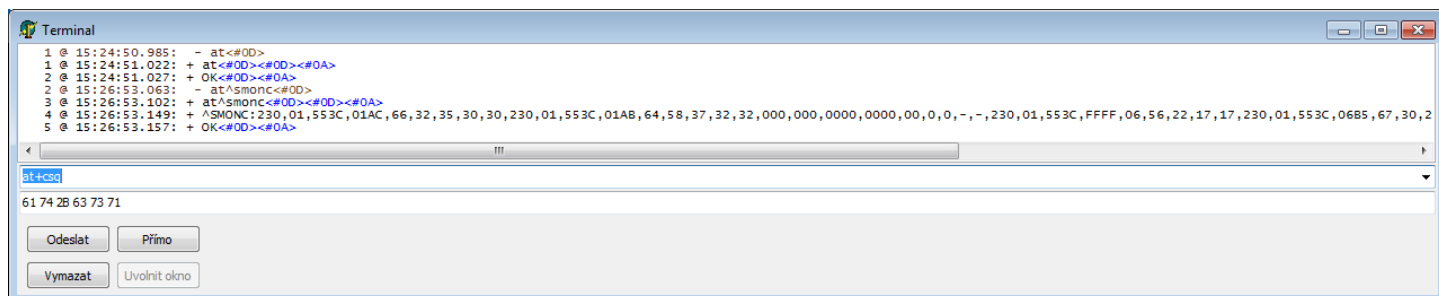 Terminal
1 @ 15:24:50.985:  - at<#0D>
1 @ 15:24:51.022: + at<#0D><#0D><#0A>
2 @ 15:24:51.027: + OK<#0D><#0A>
2 @ 15:26:53.063:  - at^smonc<#0D>
3 @ 15:26:53.102: + at^smonc<#0D><#0D><#0A>
4 @ 15:26:53.149: + ^SMONC:230,01,553C,01AC,66,32,35,30,30,230,01,553C,01AB,64,58,37,32,32,000,000,0000,0000,00,0,0,-,-,230,01,553C,FFFF,06,56,22,17,17,230,01,553C,06B5,67,30,2
5 @ 15:26:53.157: + OK<#0D><#0A>
at+csq
61 74 2B 63 73 71
Odeslat Přímo
Vymazat Uvolnit okno